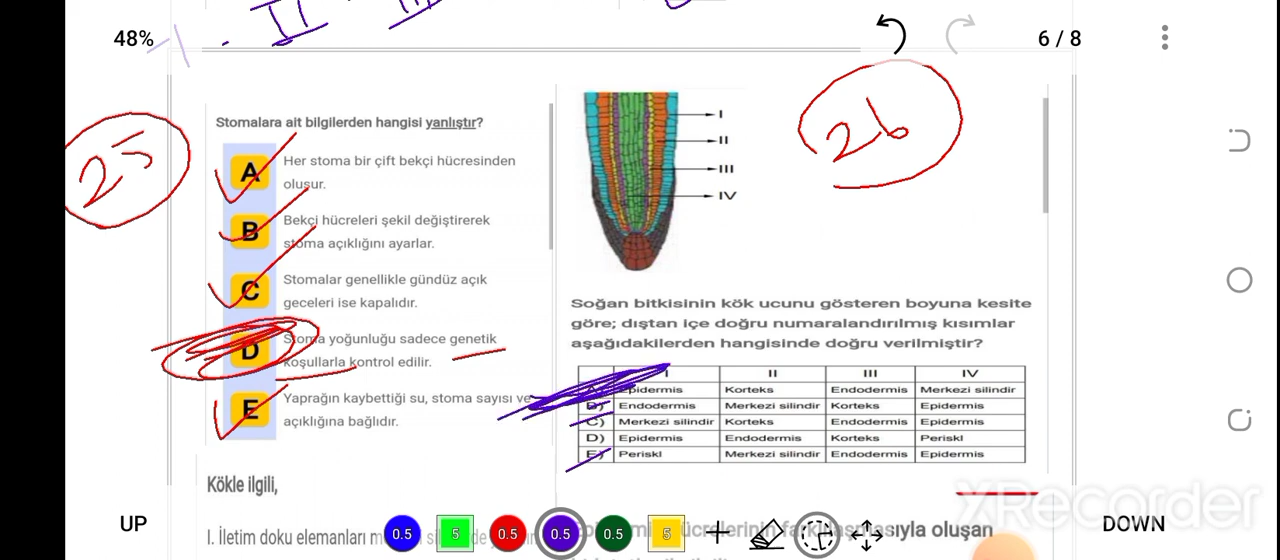 48%
6 / 8
25
26
Stomalara ait bilgilerden hangisi yanlıştır?
A
Her stoma bir çift bekçi hücresinden
oluşur.
B
Bekçi hücreleri şekil değiştirerek
stoma açıklığını ayarlar.
C
Stomalar genellikle gündüz açık
geceleri ise kapalıdır.
D
Stoma yoğunluğu sadece genetik
koşullarla kontrol edilir.
E
Yaprağın kaybettiği su, stoma sayısı ve
açıklığına bağlıdır.
Kökle ilgili,
I. İletim doku elemanları
I
II
III
IV
Soğan bitkisinin kök ucunu gösteren boyuna kesite
göre; dıştan içe doğru numaralandırılmış kısımlar
aşağıdakilerden hangisinde doğru verilmiştir?
I II III IV
A) Epidermis Korteks Endodermis Merkezi silindir
B) Endodermis Merkezi silindir Korteks Epidermis
C) Merkezi silindir Korteks Endodermis Epidermis
D) Epidermis Endodermis Korteks Periskl
E) Periskl Merkezi silindir Endodermis Epidermis
hücrelerinin farklılaşmasıyla oluşan
XRecorder
UP
0.5 5 0.5 0.5 0.5 5
DOWN